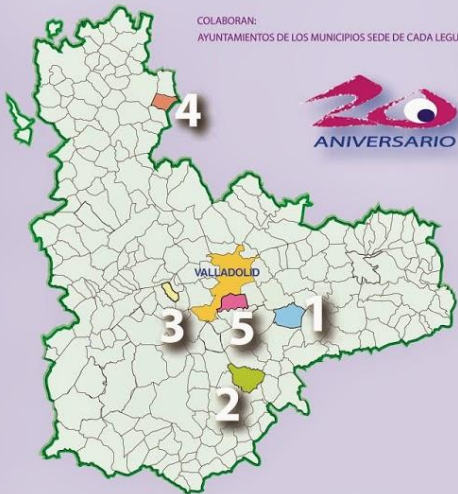 COLABORAN:
AYUNTAMIENTOS DE LOS MUNICIPIOS SEDE DE CADA LEGU
20
ANIVERSARIO
4
VALLADOLID
3
5
1
2